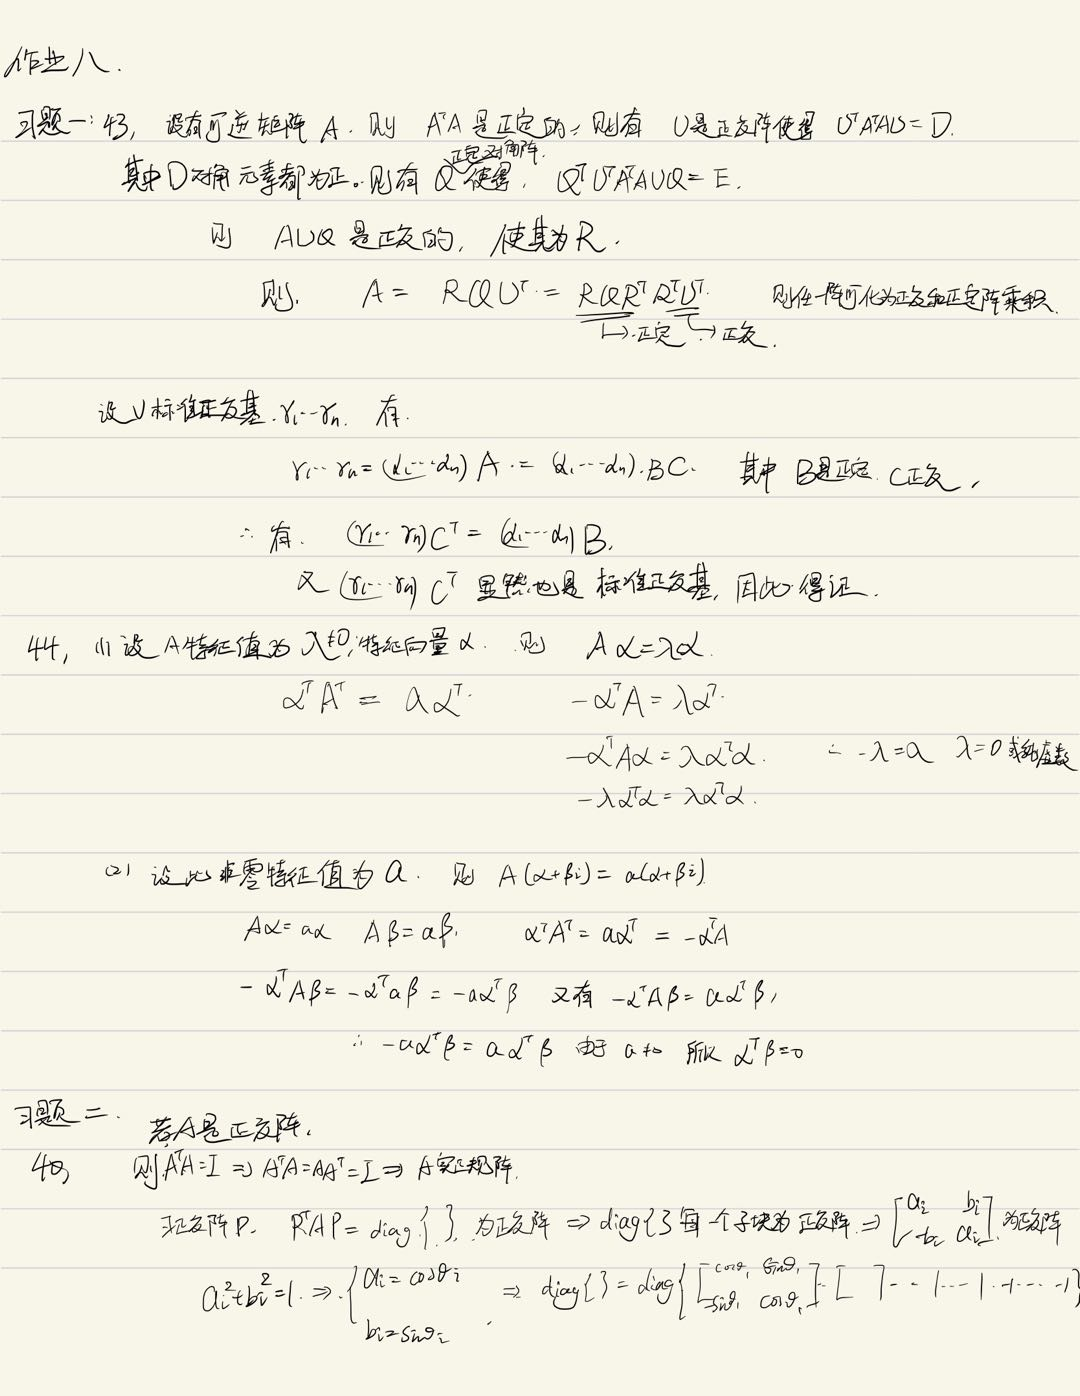 作业八.
习题一: 43, 设有可逆矩阵 A. 则 AᵀA 是正定的, 则有 U是正交阵使得 UᵀAᵀAU = D.
正定对角阵.
其中 D 对角元素都为正。则有 Q 使得, QᵀUᵀAᵀAUQ = E.
则 AUQ 是正交的, 使其为 R.
则. A = RQUᵀ = RQRᵀ RᵀUᵀ. 则任一阵可化为正交和正定阵乘积.
↳ 正定 ↳ 正交.
设 V 标准正交基. γ₁…γₙ. 有.
γ₁…γₙ = (α₁…αₙ) A = (α₁…αₙ). BC. 其中 B是正定. C正交,
∴ 有. (γ₁…γₙ)Cᵀ = (α₁…αₙ) B.
又 (γ₁…γₙ) Cᵀ 显然也是 标准正交基, 因此 得证.
44, (1) 设 A 特征值为 λ≠0, 特征向量 α. 则 Aα = λα.
αᵀAᵀ = aαᵀ. -αᵀA = λαᵀ.
-αᵀAα = λαᵀα. ∴ -λ = a λ=0 或纯虚数
-λαᵀα = λαᵀα.
(2) 设此非零特征值为 a. 则 A(α+βi) = a(α+βi)
Aα = aα Aβ = aβ. αᵀAᵀ = aαᵀ = -αᵀA
-αᵀAβ = -αᵀaβ = -aαᵀβ 又有 -αᵀAβ = aαᵀβ,
∴ -aαᵀβ = aαᵀβ 由于 a≠0 所以 αᵀβ=0
习题二. 若A是正交阵.
40, 则AᵀA=I ⇒ AᵀA=AAᵀ=I ⇒ A 实正规阵.
正交阵 P. PᵀAP = diag{ }. 为正交阵 ⇒ diag{} 每一个子块为 正交阵. ⇒ [aᵢ bᵢ
-bᵢ aᵢ] 为正交阵
aᵢ²+bᵢ²=1. ⇒ { aᵢ = cosθᵢ
bᵢ=sinθᵢ . ⇒ diag{} = diag{[cosθ₁ sinθ₁
-sinθ₁ cosθ₁]…[ ]…1…1 -1…-1}